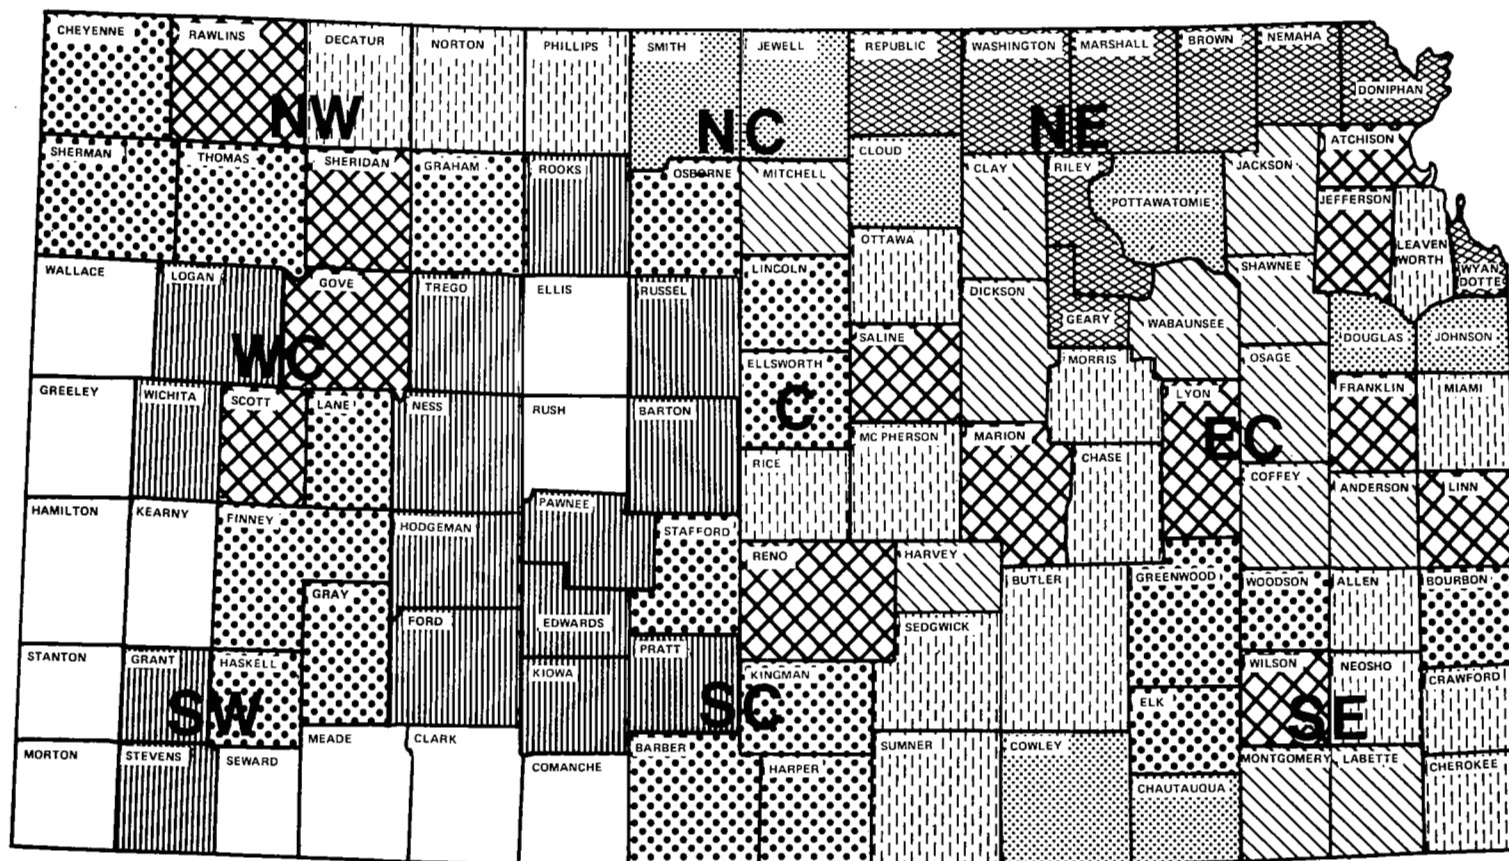 CHEYENNE
RAWLINS
DECATUR
NORTON
PHILLIPS
SMITH
JEWELL
REPUBLIC
WASHINGTON
MARSHALL
BROWN
NEMAHA
DONIPHAN
NW
NC
NE
SHERMAN
THOMAS
SHERIDAN
GRAHAM
ROOKS
OSBORNE
MITCHELL
CLOUD
CLAY
RILEY
POTTAWATOMIE
JACKSON
ATCHISON
JEFFERSON
LEAVEN
WORTH
WYAN
DOTTE
WALLACE
LOGAN
GOVE
TREGO
ELLIS
RUSSEL
LINCOLN
OTTAWA
DICKSON
GEARY
WABAUNSEE
SHAWNEE
DOUGLAS
JOHNSON
WC
GREELEY
WICHITA
SCOTT
LANE
NESS
RUSH
BARTON
ELLSWORTH
SALINE
MORRIS
LYON
OSAGE
FRANKLIN
MIAMI
C
EC
RICE
MC PHERSON
MARION
CHASE
COFFEY
ANDERSON
LINN
HAMILTON
KEARNY
FINNEY
HODGEMAN
PAWNEE
STAFFORD
RENO
HARVEY
BUTLER
GREENWOOD
WOODSON
ALLEN
BOURBON
GRAY
FORD
EDWARDS
SEDGWICK
STANTON
GRANT
HASKELL
KIOWA
PRATT
KINGMAN
ELK
WILSON
NEOSHO
CRAWFORD
SW
SC
SE
MORTON
STEVENS
SEWARD
MEADE
CLARK
COMANCHE
BARBER
HARPER
SUMNER
COWLEY
CHAUTAUQUA
MONTGOMERY
LABETTE
CHEROKEE